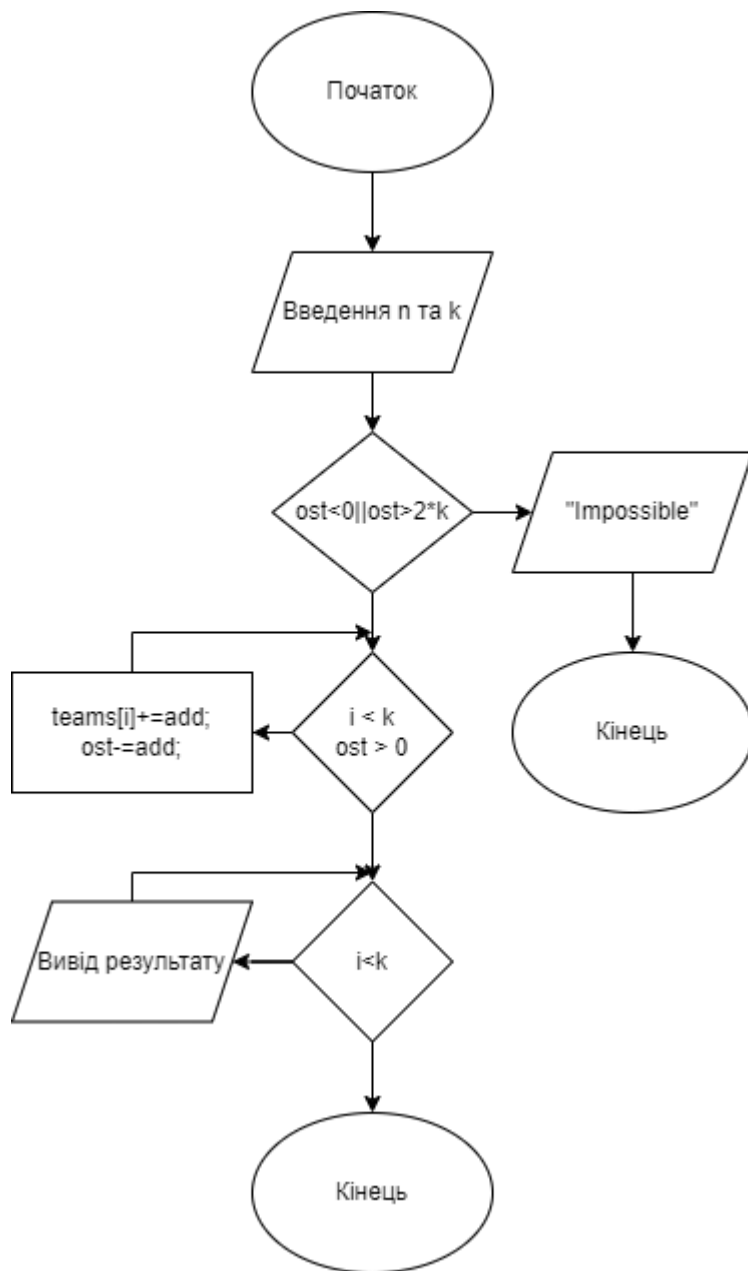 Початок
Введення n та k
ost<0||ost>2*k
"Impossible"
teams[i]+=add;
ost-=add;
i < k
ost > 0
Кінець
Вивід результату
i<k
Кінець